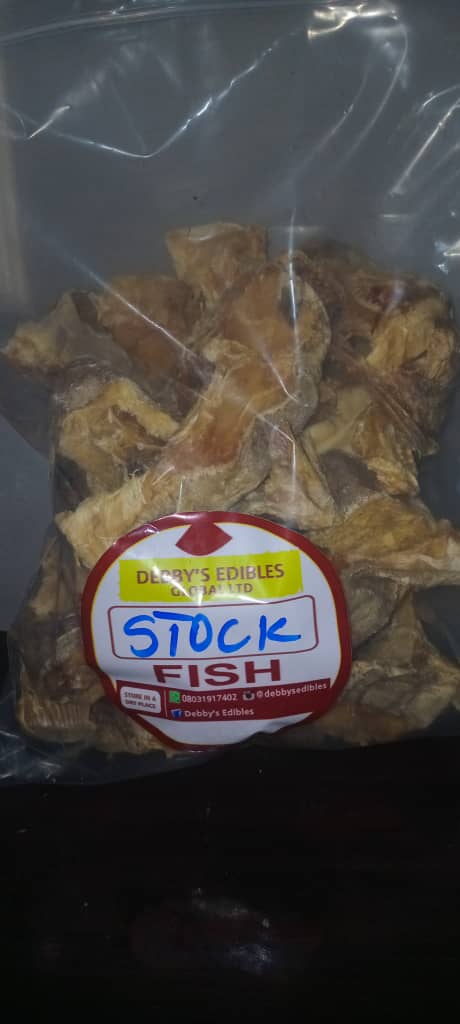 DEBBY'S EDIBLES
GLOBAL LTD
STOCK
FISH
STORE IN A
DRY PLACE
08031917402 @debbysedibles
Debby's Edibles